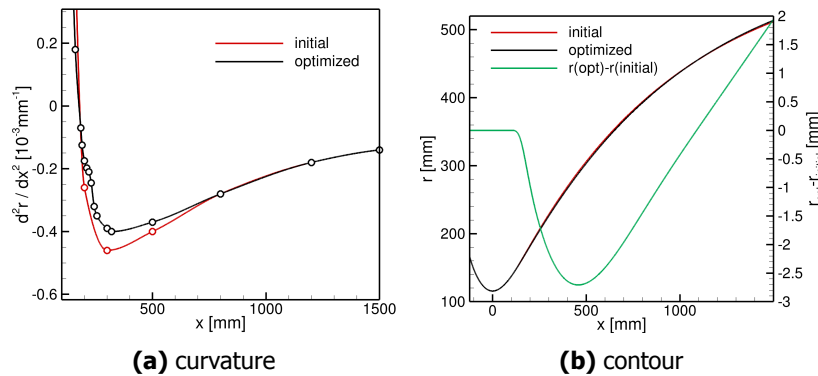 0.2
0
-0.2
-0.4
-0.6
d²r / dx² [10⁻³mm⁻¹]
initial
optimized
500
1000
1500
x [mm]
(a) curvature
500
400
300
200
100
r [mm]
initial
optimized
r(opt)-r(initial)
2
1.5
1
0.5
0
-0.5
-1
-1.5
-2
-2.5
-3
[mm]
0
500
1000
x [mm]
(b) contour